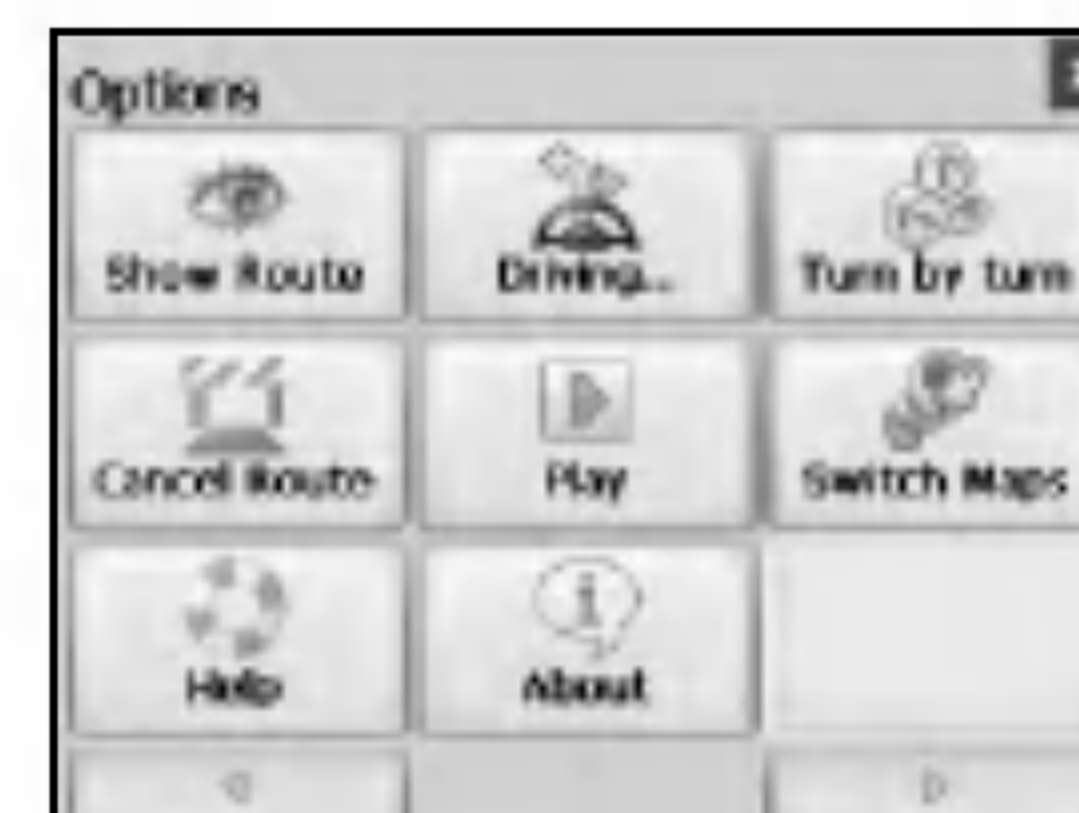 Options
Show Route
Driving...
Turn by turn
Cancel Route
Play
Switch Maps
Help
About